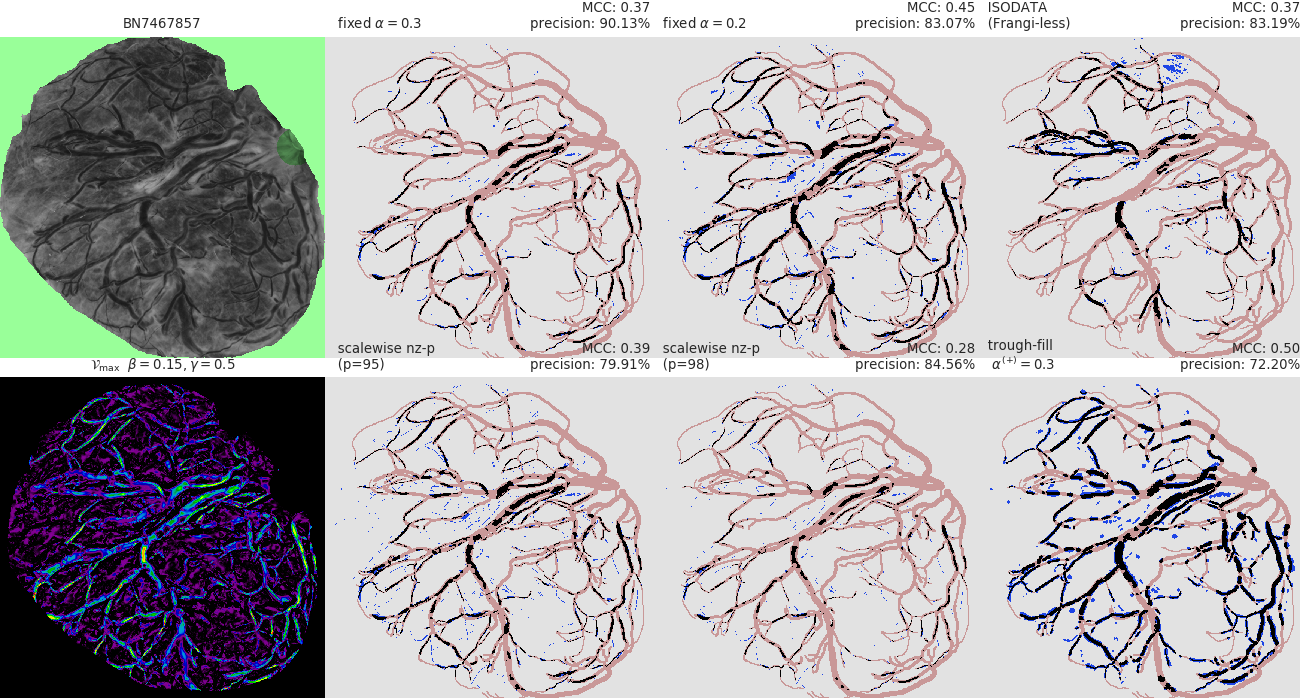 BN7467857
fixed α = 0.3
MCC: 0.37
precision: 90.13%
fixed α = 0.2
MCC: 0.45
precision: 83.07%
ISODATA
(Frangi-less)
MCC: 0.37
precision: 83.19%
𝒱max β = 0.15, γ = 0.5
scalewise nz-p
(p=95)
MCC: 0.39
precision: 79.91%
scalewise nz-p
(p=98)
MCC: 0.28
precision: 84.56%
trough-fill
α(+) = 0.3
MCC: 0.50
precision: 72.20%